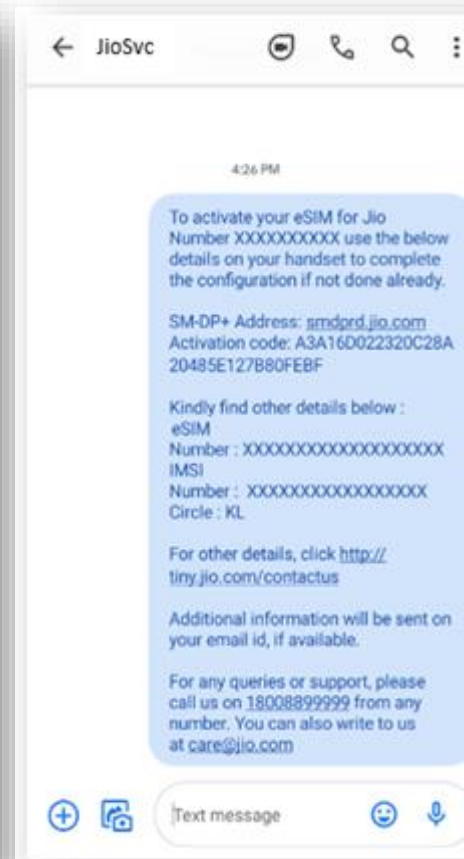 JioSvc
4:26 PM
To activate your eSIM for Jio
Number XXXXXXXXXX use the below
details on your handset to complete
the configuration if not done already.
SM-DP+ Address: smdprd.jio.com
Activation code: A3A16D022320C28A
20485E127B80FEBF
Kindly find other details below :
eSIM
Number : XXXXXXXXXXXXXXXXXXXX
IMSI
Number : XXXXXXXXXXXXXXXXXX
Circle : KL
For other details, click http://
tiny.jio.com/contactus
Additional information will be sent on
your email id, if available.
For any queries or support, please
call us on 18008899999 from any
number. You can also write to us
at care@jio.com
Text message